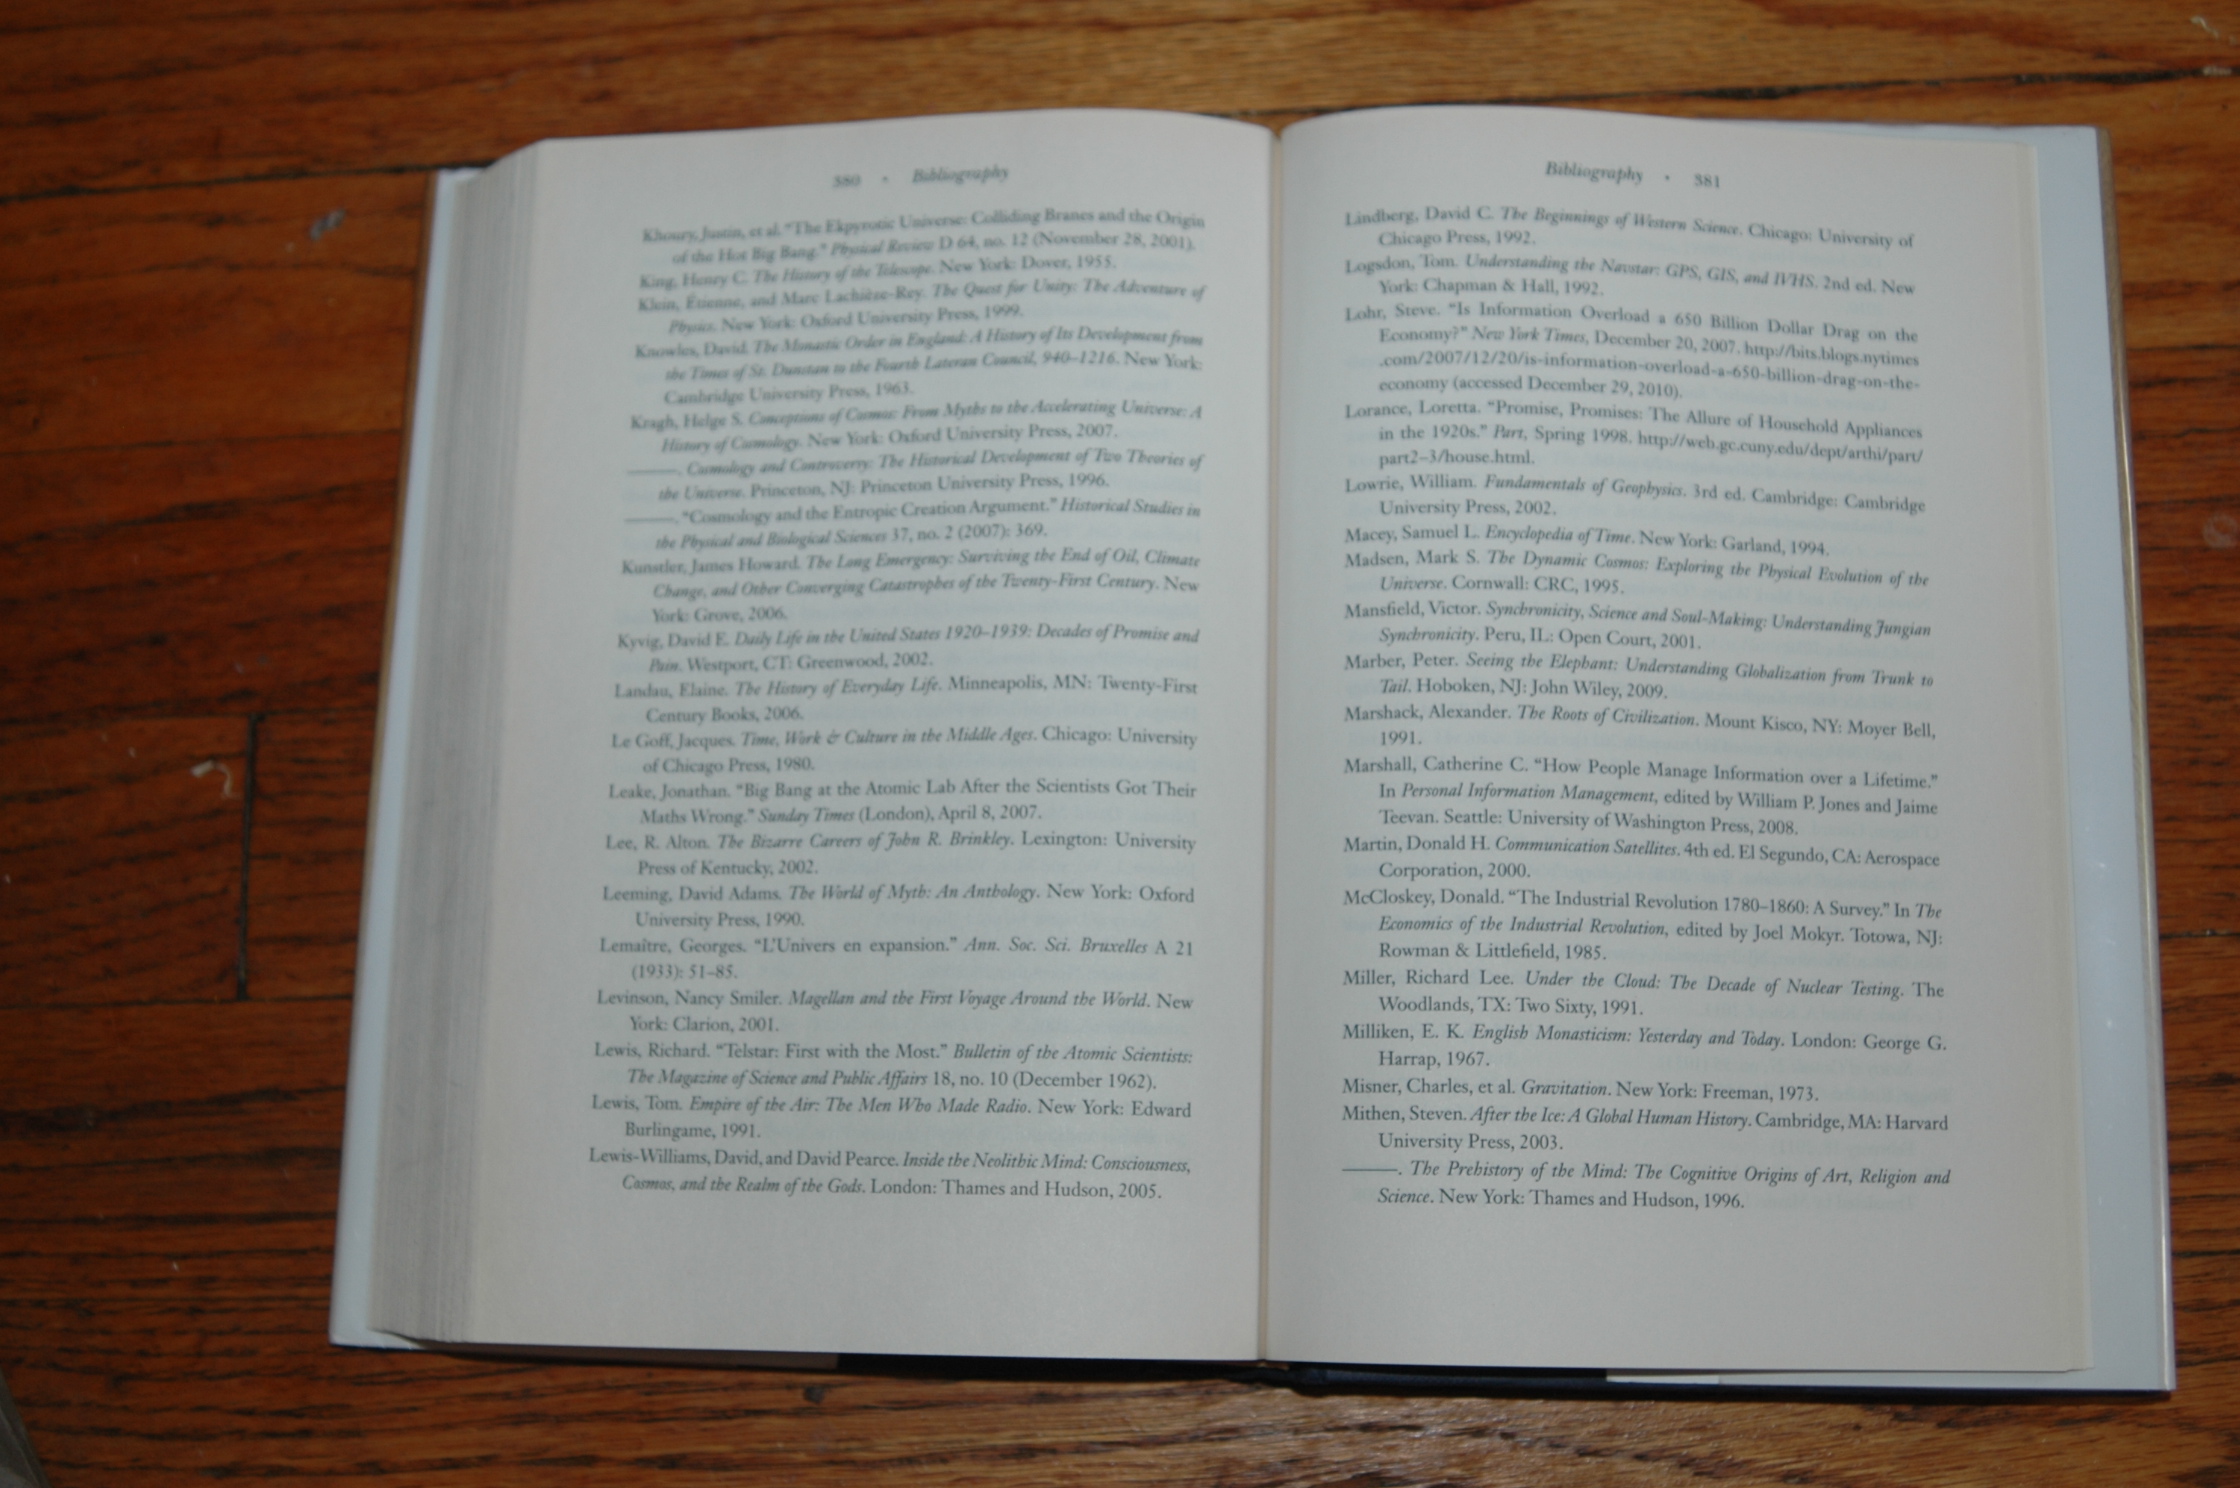 380 • Bibliography
Khoury, Justin, et al. “The Ekpyrotic Universe: Colliding Branes and the Origin
of the Hot Big Bang.” Physical Review D 64, no. 12 (November 28, 2001).
King, Henry C. The History of the Telescope. New York: Dover, 1955.
Klein, Étienne, and Marc Lachièze-Rey. The Quest for Unity: The Adventure of
Physics. New York: Oxford University Press, 1999.
Knowles, David. The Monastic Order in England: A History of Its Development from
the Times of St. Dunstan to the Fourth Lateran Council, 940–1216. New York:
Cambridge University Press, 1963.
Kragh, Helge S. Conceptions of Cosmos: From Myths to the Accelerating Universe: A
History of Cosmology. New York: Oxford University Press, 2007.
———. Cosmology and Controversy: The Historical Development of Two Theories of
the Universe. Princeton, NJ: Princeton University Press, 1996.
———. “Cosmology and the Entropic Creation Argument.” Historical Studies in
the Physical and Biological Sciences 37, no. 2 (2007): 369.
Kunstler, James Howard. The Long Emergency: Surviving the End of Oil, Climate
Change, and Other Converging Catastrophes of the Twenty-First Century. New
York: Grove, 2006.
Kyvig, David E. Daily Life in the United States 1920–1939: Decades of Promise and
Pain. Westport, CT: Greenwood, 2002.
Landau, Elaine. The History of Everyday Life. Minneapolis, MN: Twenty-First
Century Books, 2006.
Le Goff, Jacques. Time, Work & Culture in the Middle Ages. Chicago: University
of Chicago Press, 1980.
Leake, Jonathan. “Big Bang at the Atomic Lab After the Scientists Got Their
Maths Wrong.” Sunday Times (London), April 8, 2007.
Lee, R. Alton. The Bizarre Careers of John R. Brinkley. Lexington: University
Press of Kentucky, 2002.
Leeming, David Adams. The World of Myth: An Anthology. New York: Oxford
University Press, 1990.
Lemaître, Georges. “L’Univers en expansion.” Ann. Soc. Sci. Bruxelles A 21
(1933): 51–85.
Levinson, Nancy Smiler. Magellan and the First Voyage Around the World. New
York: Clarion, 2001.
Lewis, Richard. “Telstar: First with the Most.” Bulletin of the Atomic Scientists:
The Magazine of Science and Public Affairs 18, no. 10 (December 1962).
Lewis, Tom. Empire of the Air: The Men Who Made Radio. New York: Edward
Burlingame, 1991.
Lewis-Williams, David, and David Pearce. Inside the Neolithic Mind: Consciousness,
Cosmos, and the Realm of the Gods. London: Thames and Hudson, 2005.
Bibliography • 381
Lindberg, David C. The Beginnings of Western Science. Chicago: University of
Chicago Press, 1992.
Logsdon, Tom. Understanding the Navstar: GPS, GIS, and IVHS. 2nd ed. New
York: Chapman & Hall, 1992.
Lohr, Steve. “Is Information Overload a 650 Billion Dollar Drag on the
Economy?” New York Times, December 20, 2007, http://bits.blogs.nytimes
.com/2007/12/20/is-information-overload-a-650-billion-drag-on-the-
economy (accessed December 29, 2010).
Lorance, Loretta. “Promise, Promises: The Allure of Household Appliances
in the 1920s.” Part, Spring 1998. http://web.gc.cuny.edu/dept/arthi/part/
part2–3/house.html.
Lowrie, William. Fundamentals of Geophysics. 3rd ed. Cambridge: Cambridge
University Press, 2002.
Macey, Samuel L. Encyclopedia of Time. New York: Garland, 1994.
Madsen, Mark S. The Dynamic Cosmos: Exploring the Physical Evolution of the
Universe. Cornwall: CRC, 1995.
Mansfield, Victor. Synchronicity, Science and Soul-Making: Understanding Jungian
Synchronicity. Peru, IL: Open Court, 2001.
Marber, Peter. Seeing the Elephant: Understanding Globalization from Trunk to
Tail. Hoboken, NJ: John Wiley, 2009.
Marshack, Alexander. The Roots of Civilization. Mount Kisco, NY: Moyer Bell,
1991.
Marshall, Catherine C. “How People Manage Information over a Lifetime.”
In Personal Information Management, edited by William P. Jones and Jaime
Teevan. Seattle: University of Washington Press, 2008.
Martin, Donald H. Communication Satellites. 4th ed. El Segundo, CA: Aerospace
Corporation, 2000.
McCloskey, Donald. “The Industrial Revolution 1780–1860: A Survey.” In The
Economics of the Industrial Revolution, edited by Joel Mokyr. Totowa, NJ:
Rowman & Littlefield, 1985.
Miller, Richard Lee. Under the Cloud: The Decade of Nuclear Testing. The
Woodlands, TX: Two Sixty, 1991.
Milliken, E. K. English Monasticism: Yesterday and Today. London: George G.
Harrap, 1967.
Misner, Charles, et al. Gravitation. New York: Freeman, 1973.
Mithen, Steven. After the Ice: A Global Human History. Cambridge, MA: Harvard
University Press, 2003.
———. The Prehistory of the Mind: The Cognitive Origins of Art, Religion and
Science. New York: Thames and Hudson, 1996.